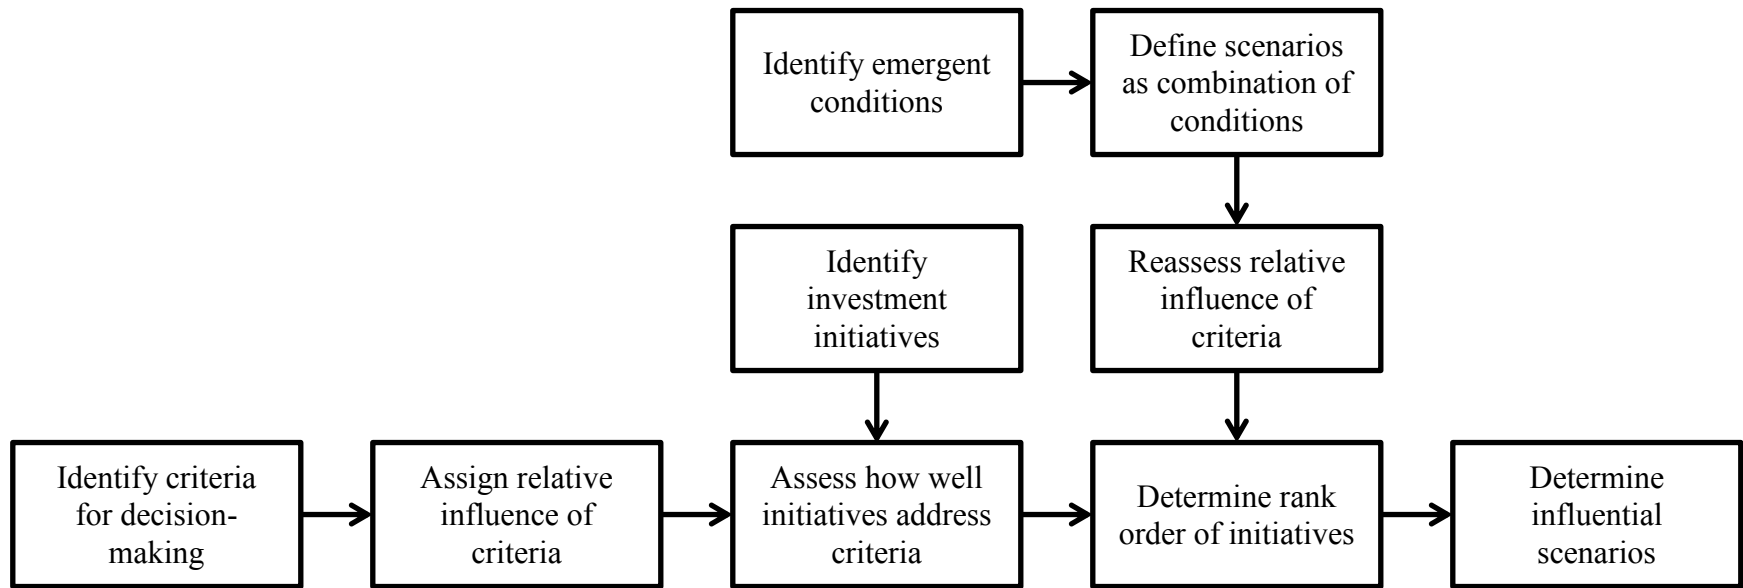 Identify emergent
conditions
Define scenarios
as combination of
conditions
Identify
investment
initiatives
Reassess relative
influence of
criteria
Identify criteria
for decision-
making
Assign relative
influence of
criteria
Assess how well
initiatives address
criteria
Determine rank
order of initiatives
Determine
influential
scenarios